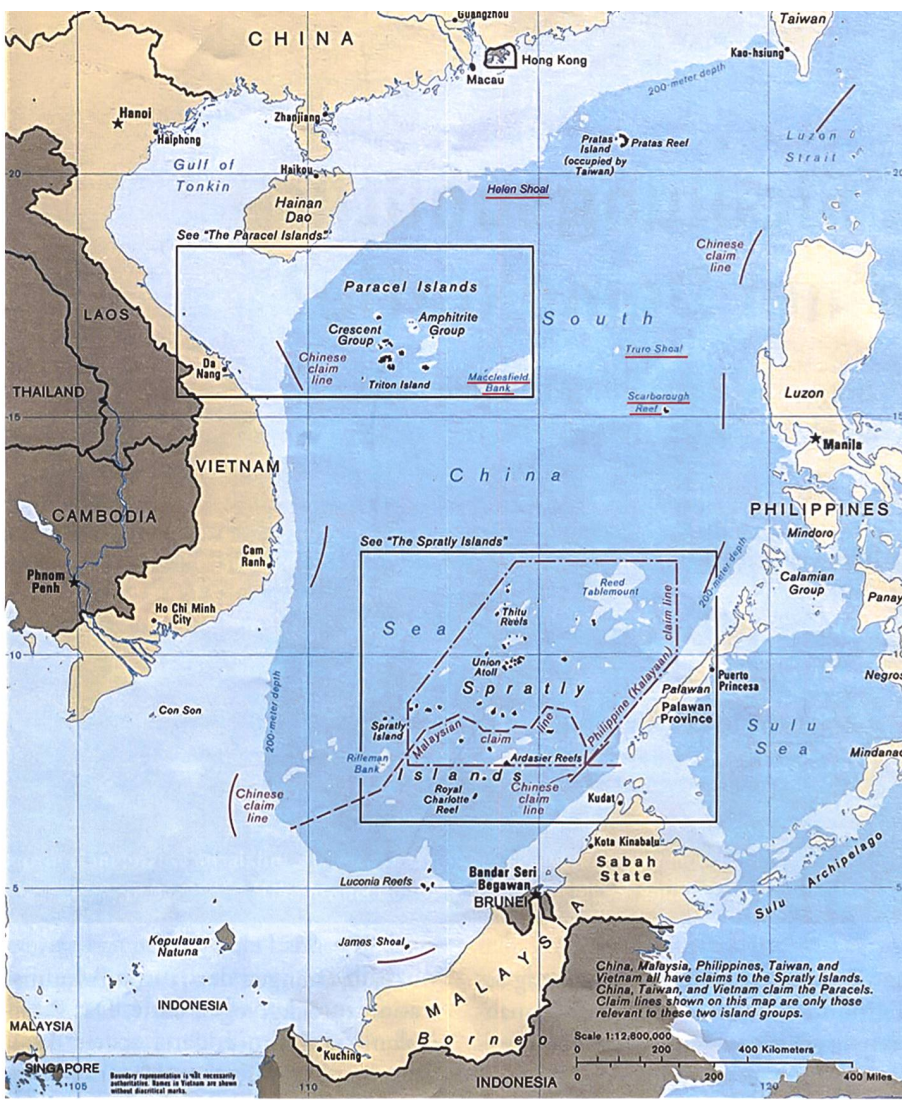 Guangzhou
CHINA
Taiwan
Kao-hsiung
Hong Kong
Macau
200-meter depth
Hanoi
Haiphong
Zhanjiang
Pratas
Island
(occupied by
Taiwan)
Pratas Reef
Luzon
Strait
Gulf of
Tonkin
Haikou
20
Helen Shoal
Hainan
Dao
See "The Paracel Islands"
Chinese
claim
line
Paracel Islands
LAOS
Amphitrite
Group
Crescent
Group
South
Truro Shoal
Da
Nang
Chinese
claim
line
Triton Island
Macclesfield
Bank
THAILAND
Scarborough
Reef
Luzon
15
Manila
VIETNAM
China
CAMBODIA
PHILIPPINES
Mindoro
See "The Spratly Islands"
Cam
Ranh
Phnom
Penh
Reed
Tablemount
200-meter depth
Calamian
Group
Panay
Ho Chi Minh
City
Thitu
Reefs
Sea
Philippine (Kalayaan) claim line
10
Union
Atoll
Puerto
Princesa
Negros
Spratly
Palawan
Palawan
Province
Con Son
200-meter depth
Spratly
Island
Malaysian claim line
Sulu
Sea
Mindanao
Rifleman
Bank
Ardasier Reefs
Islands
Chinese
claim
line
Royal
Charlotte
Reef
Chinese
claim
line
Kudat
Kota Kinabalu
Sabah
State
Sulu Archipelago
Luconia Reefs
5
Bandar Seri
Begawan
BRUNEI
Kepulauan
Natuna
James Shoal
MALAYSIA
China, Malaysia, Philippines, Taiwan, and
Vietnam all have claims to the Spratly Islands.
China, Taiwan, and Vietnam claim the Paracels.
Claim lines shown on this map are only those
relevant to these two island groups.
INDONESIA
MALAYSIA
Borneo
Scale 1:12,600,000
0 200 400 Kilometers
0 200 400 Miles
Kuching
SINGAPORE
INDONESIA
105
Boundary representation is not necessarily
authoritative. Names in Vietnam are shown
without diacritical marks.
110
120